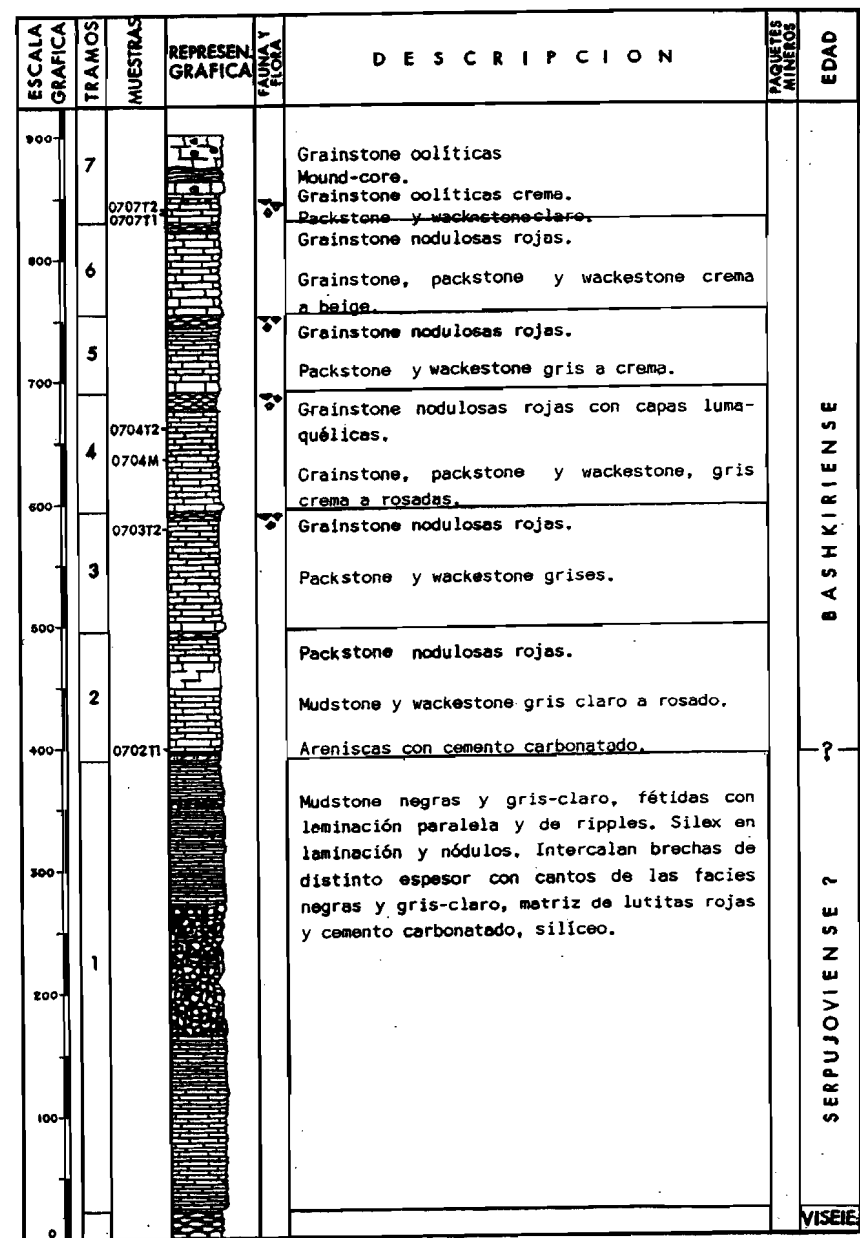 ESCALA GRAFICA
TRAMOS
MUESTRAS
REPRESEN. GRAFICA
FAUNA Y FLORA
DESCRIPCION
PAQUETES MINEROS
EDAD
900
7
Grainstone oolíticas
Mound-core.
Grainstone oolíticas crema.
0707T2
0707T1
Packstone y wackestone claro.
Grainstone nodulosas rojas.
800
6
Grainstone, packstone y wackestone crema
a beige.
Grainstone nodulosas rojas.
5
Packstone y wackestone gris a crema.
700
Grainstone nodulosas rojas con capas luma-
quélicas.
0704T2
4
0704M
Grainstone, packstone y wackestone, gris
crema a rosadas.
600
Grainstone nodulosas rojas.
0703T2
3
Packstone y wackestone grises.
BASHKIRIENSE
500
Packstone nodulosas rojas.
2
Mudstone y wackestone gris claro a rosado.
400
0702T1
Areniscas con cemento carbonatado.
?
Mudstone negras y gris-claro, fétidas con
laminación paralela y de ripples. Silex en
laminación y nódulos. Intercalan brechas de
distinto espesor con cantos de las facies
negras y gris-claro, matriz de lutitas rojas
y cemento carbonatado, silíceo.
300
1
200
SERPUJOVIENSE ?
100
VISEIE.
0